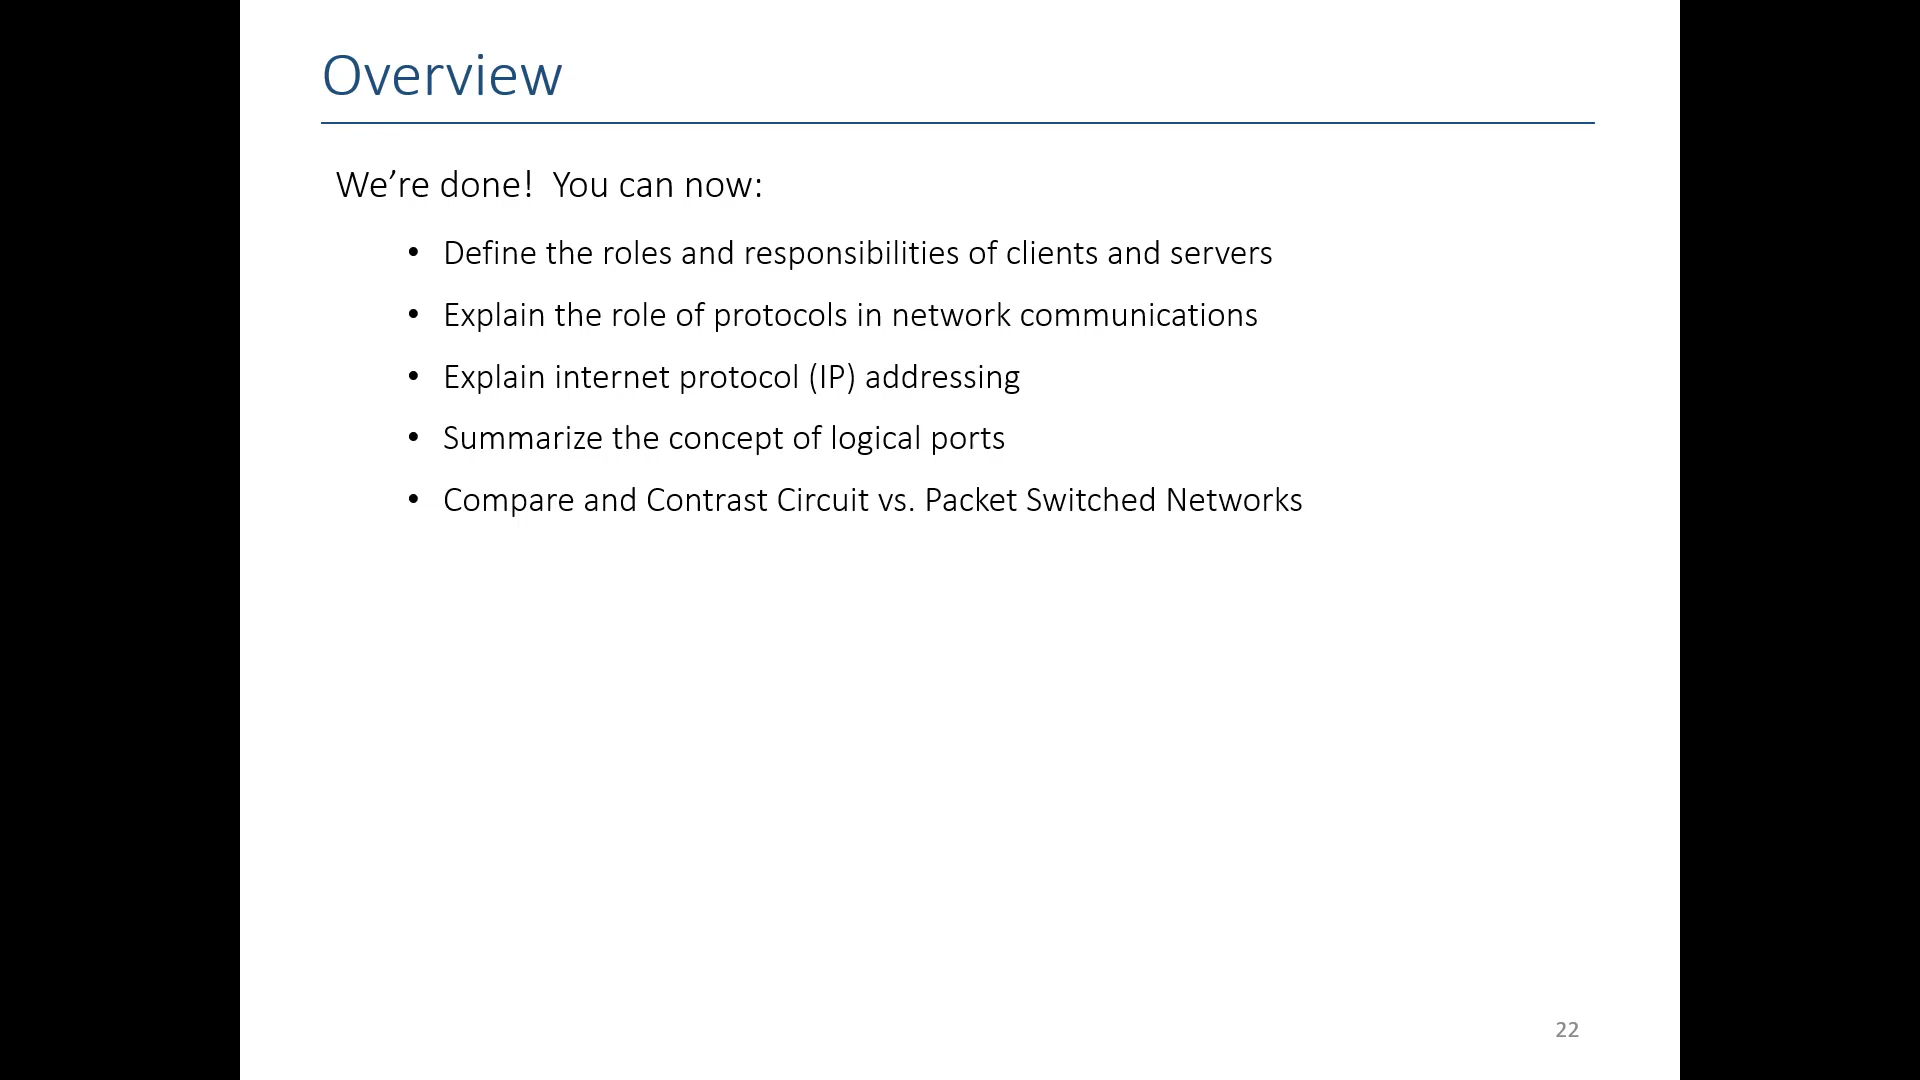 Overview
We’re done!  You can now:
• Define the roles and responsibilities of clients and servers
• Explain the role of protocols in network communications
• Explain internet protocol (IP) addressing
• Summarize the concept of logical ports
• Compare and Contrast Circuit vs. Packet Switched Networks
22